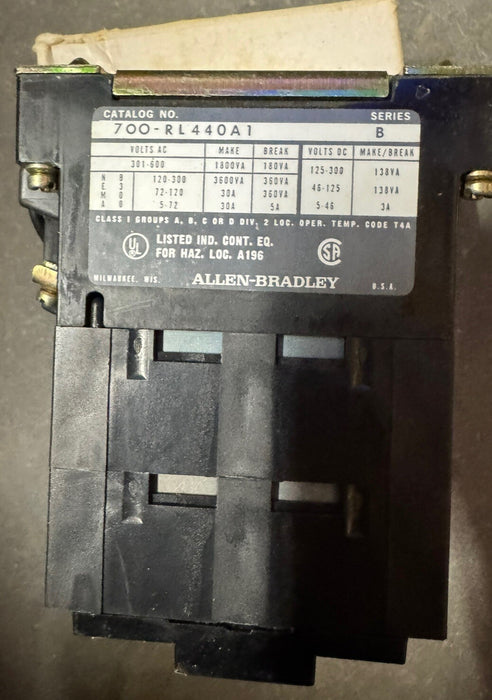 CATALOG NO. SERIES
700-RL440A1 B
VOLTS AC MAKE BREAK VOLTS DC MAKE/BREAK
301-600 1800VA 180VA 125-300 138VA
N B 120-300 3600VA 360VA
E 3 72-120 30A 360VA 46-125 138VA
M 0
A 0 5-72 30A 5A 5-46 3A
CLASS 1 GROUPS A, B, C OR D DIV. 2 LOC. OPER. TEMP. CODE T4A
UL LISTED IND. CONT. EQ. SA
FOR HAZ. LOC. A196
MILWAUKEE, WIS. ALLEN-BRADLEY U.S.A.